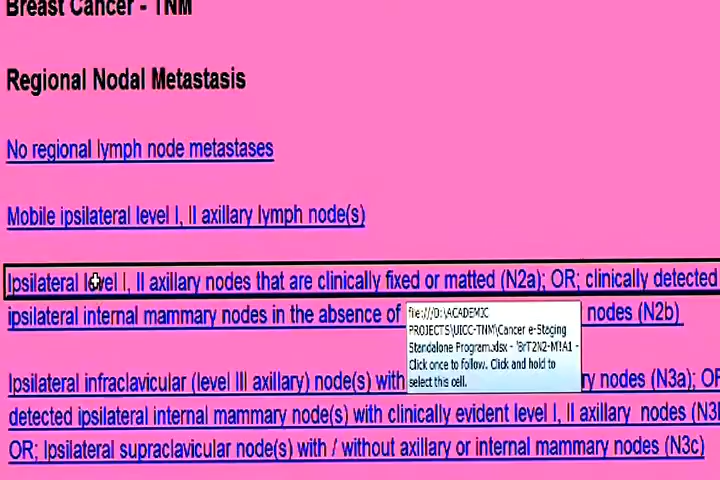 Breast Cancer - TNM
Regional Nodal Metastasis
No regional lymph node metastases
Mobile ipsilateral level I, II axillary lymph node(s)
Ipsilateral level I, II axillary nodes that are clinically fixed or matted (N2a); OR; clinically detected
ipsilateral internal mammary nodes in the absence of nodes (N2b)
file:///D:\ACADEMIC
PROJECTS\UICC-TNM\Cancer e-Staging
Standalone Program.xlsx - 'BrT2N2-M'!A1 -
Click once to follow. Click and hold to
select this cell.
Ipsilateral infraclavicular (level III axillary) node(s) with ry nodes (N3a); OR
detected ipsilateral internal mammary node(s) with clinically evident level I, II axillary nodes (N3
OR; Ipsilateral supraclavicular node(s) with / without axillary or internal mammary nodes (N3c)